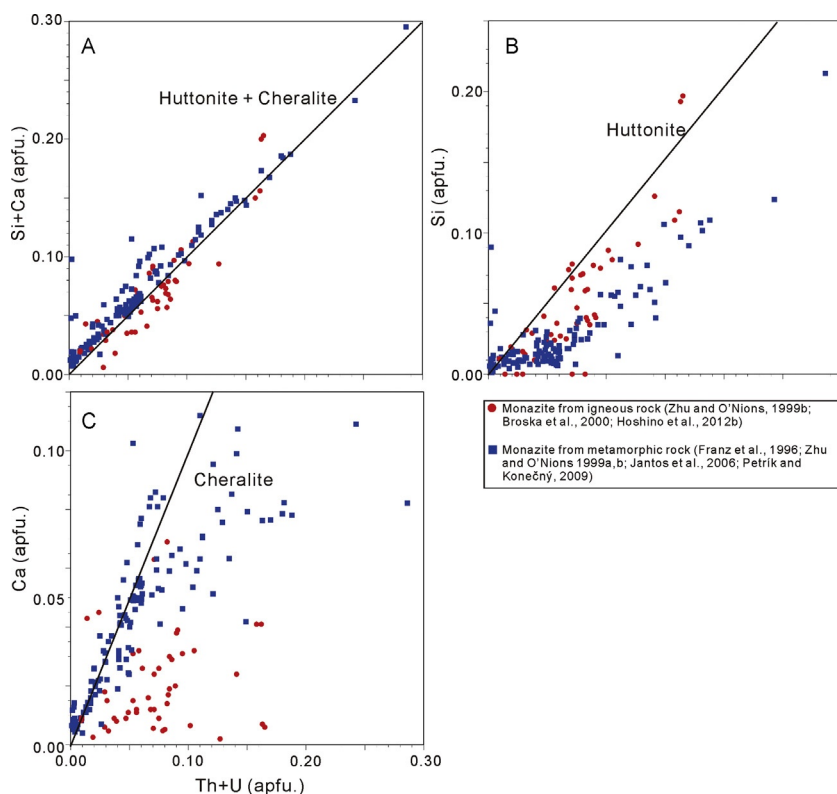 A
Huttonite + Cheralite
Si+Ca (apfu.)
0.30
0.20
0.10
0.00
B
Huttonite
Si (apfu.)
0.20
0.10
0.00
C
Cheralite
Ca (apfu.)
0.10
0.05
0.00
0.00 0.10 0.20 0.30
Th+U (apfu.)
Monazite from igneous rock (Zhu and O'Nions, 1999b;
Broska et al., 2000; Hoshino et al., 2012b)
Monazite from metamorphic rock (Franz et al., 1996; Zhu
and O'Nions 1999a,b; Jantos et al., 2006; Petrík and
Konečný, 2009)